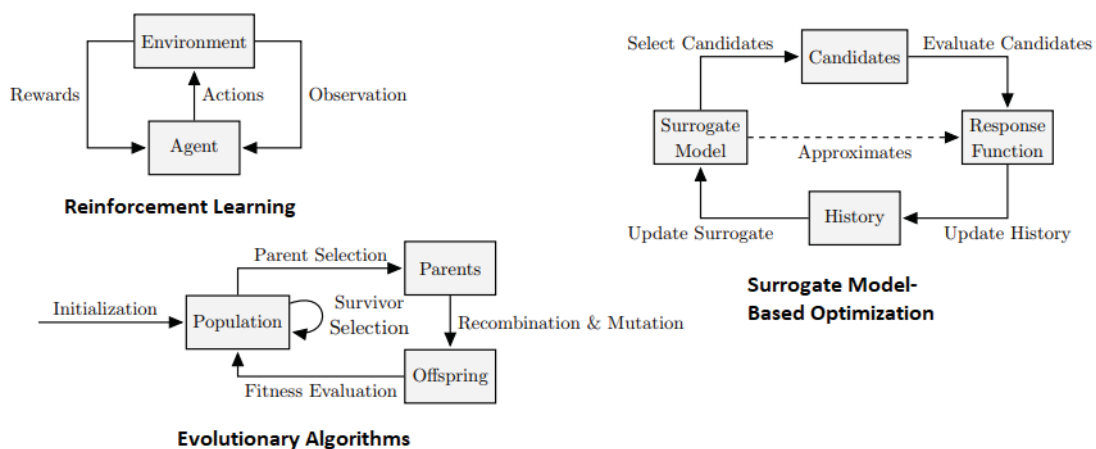 Environment
Rewards
Actions
Observation
Agent
Reinforcement Learning
Parent Selection
Parents
Initialization
Population
Survivor
Selection
Recombination & Mutation
Fitness Evaluation
Offspring
Evolutionary Algorithms
Select Candidates
Candidates
Evaluate Candidates
Surrogate
Model
Approximates
Response
Function
Update Surrogate
History
Update History
Surrogate Model-
Based Optimization